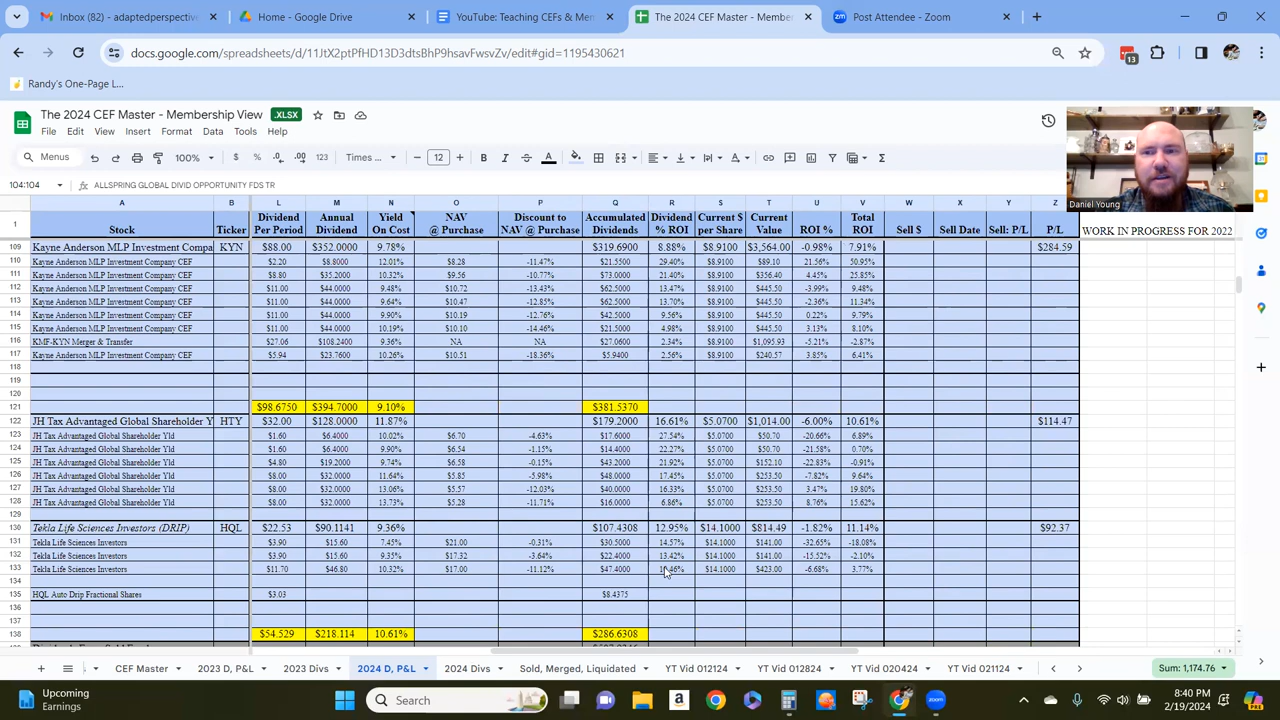 Inbox (82) - adaptedperspectiv
Home - Google Drive
YouTube: Teaching CEFs & Men
The 2024 CEF Master - Member
Post Attendee - Zoom
docs.google.com/spreadsheets/d/11JtX2ptPfHD13D3dtsBhP9hsavFwsvZv/edit#gid=1195430621
13
Randy's One-Page L...
The 2024 CEF Master - Membership View .XLSX
File Edit View Insert Format Data Tools Help
Menus 100% $ % .0 .00 123 Times ... 12 B I A
104:104 ALLSPRING GLOBAL DIVID OPPORTUNITY FDS TR
Daniel Young
A B L M N O P Q R S T U V W X Y Z
1 Stock Ticker Dividend Per Period Annual Dividend Yield On Cost NAV @ Purchase Discount to NAV @ Purchase Accumulated Dividends Dividend % ROI Current $ per Share Current Value ROI % Total ROI Sell $ Sell Date Sell: P/L P/L WORK IN PROGRESS FOR 2022
109 Kayne Anderson MLP Investment Compa KYN $88.00 $352.0000 9.78% $319.6900 8.88% $8.9100 $3,564.00 -0.98% 7.91% $284.59
110 Kayne Anderson MLP Investment Company CEF $2.20 $8.8000 12.01% $8.28 -11.47% $21.5500 29.40% $8.9100 $89.10 21.56% 50.95%
111 Kayne Anderson MLP Investment Company CEF $8.80 $35.2000 10.32% $9.56 -10.77% $73.0000 21.40% $8.9100 $356.40 4.45% 25.85%
112 Kayne Anderson MLP Investment Company CEF $11.00 $44.0000 9.48% $10.72 -13.43% $62.5000 13.47% $8.9100 $445.50 -3.99% 9.48%
113 Kayne Anderson MLP Investment Company CEF $11.00 $44.0000 9.64% $10.47 -12.85% $62.5000 13.70% $8.9100 $445.50 -2.36% 11.34%
114 Kayne Anderson MLP Investment Company CEF $11.00 $44.0000 9.90% $10.19 -12.76% $42.5000 9.56% $8.9100 $445.50 0.22% 9.79%
115 Kayne Anderson MLP Investment Company CEF $11.00 $44.0000 10.19% $10.10 -14.46% $21.5000 4.98% $8.9100 $445.50 3.13% 8.10%
116 KMF-KYN Merger & Transfer $27.06 $108.2400 9.36% NA NA $27.0600 2.34% $8.9100 $1,095.93 -5.21% -2.87%
117 Kayne Anderson MLP Investment Company CEF $5.94 $23.7600 10.26% $10.51 -18.36% $5.9400 2.56% $8.9100 $240.57 3.85% 6.41%
118
119
120
121 $98.6750 $394.7000 9.10% $381.5370
122 JH Tax Advantaged Global Shareholder Y HTY $32.00 $128.0000 11.87% $179.2000 16.61% $5.0700 $1,014.00 -6.00% 10.61% $114.47
123 JH Tax Advantaged Global Shareholder Yld $1.60 $6.4000 10.02% $6.70 -4.63% $17.6000 27.54% $5.0700 $50.70 -20.66% 6.89%
124 JH Tax Advantaged Global Shareholder Yld $1.60 $6.4000 9.90% $6.54 -1.15% $14.4000 22.27% $5.0700 $50.70 -21.58% 0.70%
125 JH Tax Advantaged Global Shareholder Yld $4.80 $19.2000 9.74% $6.58 -0.15% $43.2000 21.92% $5.0700 $152.10 -22.83% -0.91%
126 JH Tax Advantaged Global Shareholder Yld $8.00 $32.0000 11.64% $5.85 -5.98% $48.0000 17.45% $5.0700 $253.50 -7.82% 9.64%
127 JH Tax Advantaged Global Shareholder Yld $8.00 $32.0000 13.06% $5.57 -12.03% $40.0000 16.33% $5.0700 $253.50 3.47% 19.80%
128 JH Tax Advantaged Global Shareholder Yld $8.00 $32.0000 13.73% $5.28 -11.71% $16.0000 6.86% $5.0700 $253.50 8.76% 15.62%
129
130 Tekla Life Sciences Investors (DRIP) HQL $22.53 $90.1141 9.36% $107.4308 12.95% $14.1000 $814.49 -1.82% 11.14% $92.37
131 Tekla Life Sciences Investors $3.90 $15.60 7.45% $21.00 -0.31% $30.5000 14.57% $14.1000 $141.00 -32.65% -18.08%
132 Tekla Life Sciences Investors $3.90 $15.60 9.35% $17.32 -3.64% $22.4000 13.42% $14.1000 $141.00 -15.52% -2.10%
133 Tekla Life Sciences Investors $11.70 $46.80 10.32% $17.00 -11.12% $47.4000 $14.1000 $423.00 -6.68% 3.77%
134
135 HQL Auto Drip Fractional Shares $3.03 $8.4375
136
137
138 $54.529 $218.114 10.61% $286.6308
CEF Master 2023 D, P&L 2023 Divs 2024 D, P&L 2024 Divs Sold, Merged, Liquidated YT Vid 012124 YT Vid 012824 YT Vid 020424 YT Vid 021124 Sum: 1,174.76
Upcoming
Earnings
Search
8:40 PM
2/19/2024